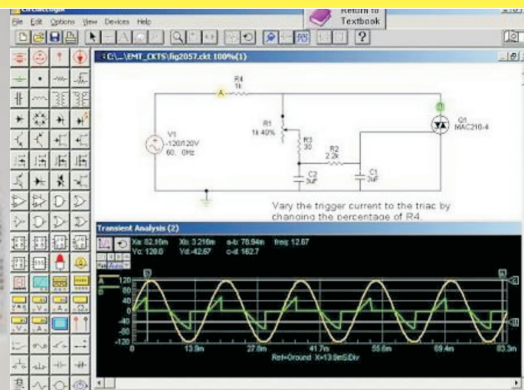 CircuitLogix
Return to
Textbook
File Edit Options View Devices Help
C:\...\EMT_CKTS\fig2057.ckt 100%(1)
R4
1k
A
R1
1k 40%
R3
30
V1
-120/120V
60. 0Hz
R2
2.2k
C2
3uF
C1
3uF
Q1
MAC218-4
Vary the trigger current to the triac by
changing the percentage of R4.
Transient Analysis (2)
Xa: 82.16m Xb: 3.216m a-b: 78.94m freq: 12.67
Yc: 120.0 Yd:-42.67 c-d: 162.7
A
B
120
80
40
0
-40
-80
-120
0 13.9m 27.8m 41.7m 55.6m 69.4m 83.3m
Ref=Ground X=13.9mS/Div